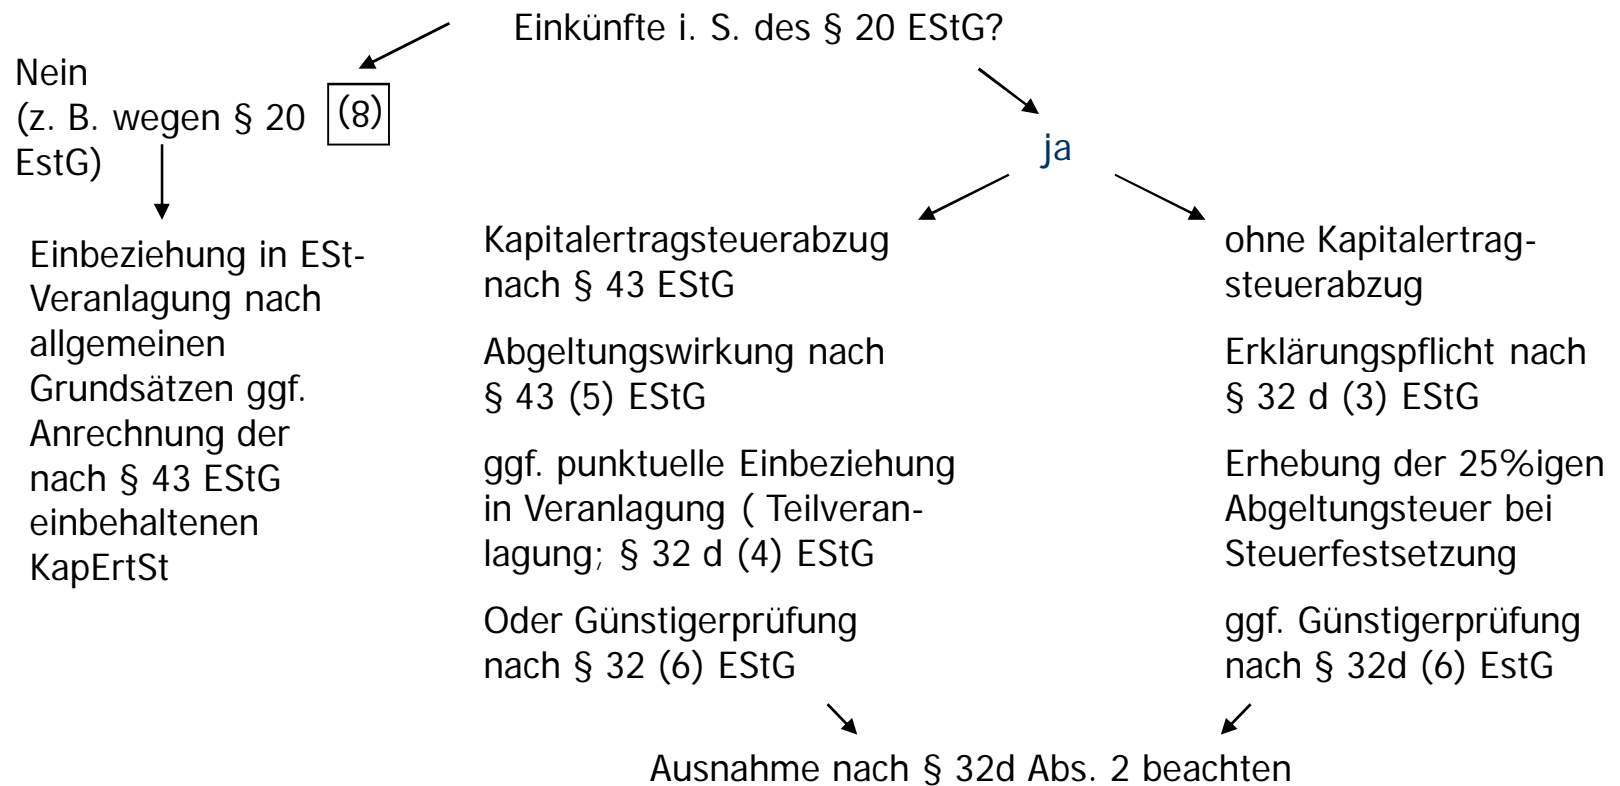 Einkünfte i. S. des § 20 EStG?
Nein
(z. B. wegen § 20 (8)
EstG)
ja
Einbeziehung in ESt-
Veranlagung nach
allgemeinen
Grundsätzen ggf.
Anrechnung der
nach § 43 EStG
einbehaltenen
KapErtSt
Kapitalertragsteuerabzug
nach § 43 EStG
Abgeltungswirkung nach
§ 43 (5) EStG
ggf. punktuelle Einbeziehung
in Veranlagung ( Teilveran-
lagung; § 32 d (4) EStG
Oder Günstigerprüfung
nach § 32 (6) EStG
ohne Kapitalertrag-
steuerabzug
Erklärungspflicht nach
§ 32 d (3) EStG
Erhebung der 25%igen
Abgeltungsteuer bei
Steuerfestsetzung
ggf. Günstigerprüfung
nach § 32d (6) EstG
Ausnahme nach § 32d Abs. 2 beachten